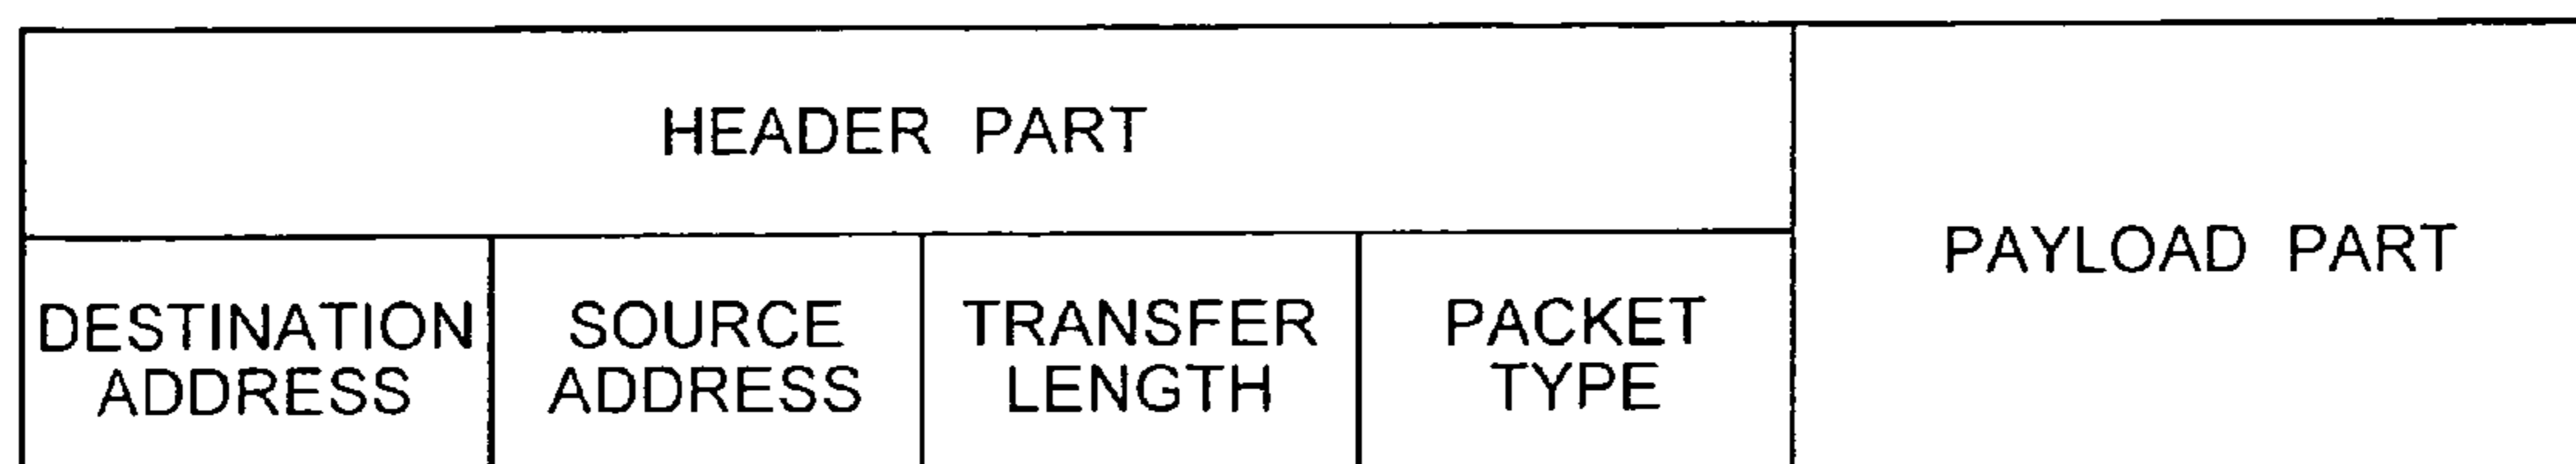 HEADER PART
PAYLOAD PART
DESTINATION
ADDRESS
SOURCE
ADDRESS
TRANSFER
LENGTH
PACKET
TYPE